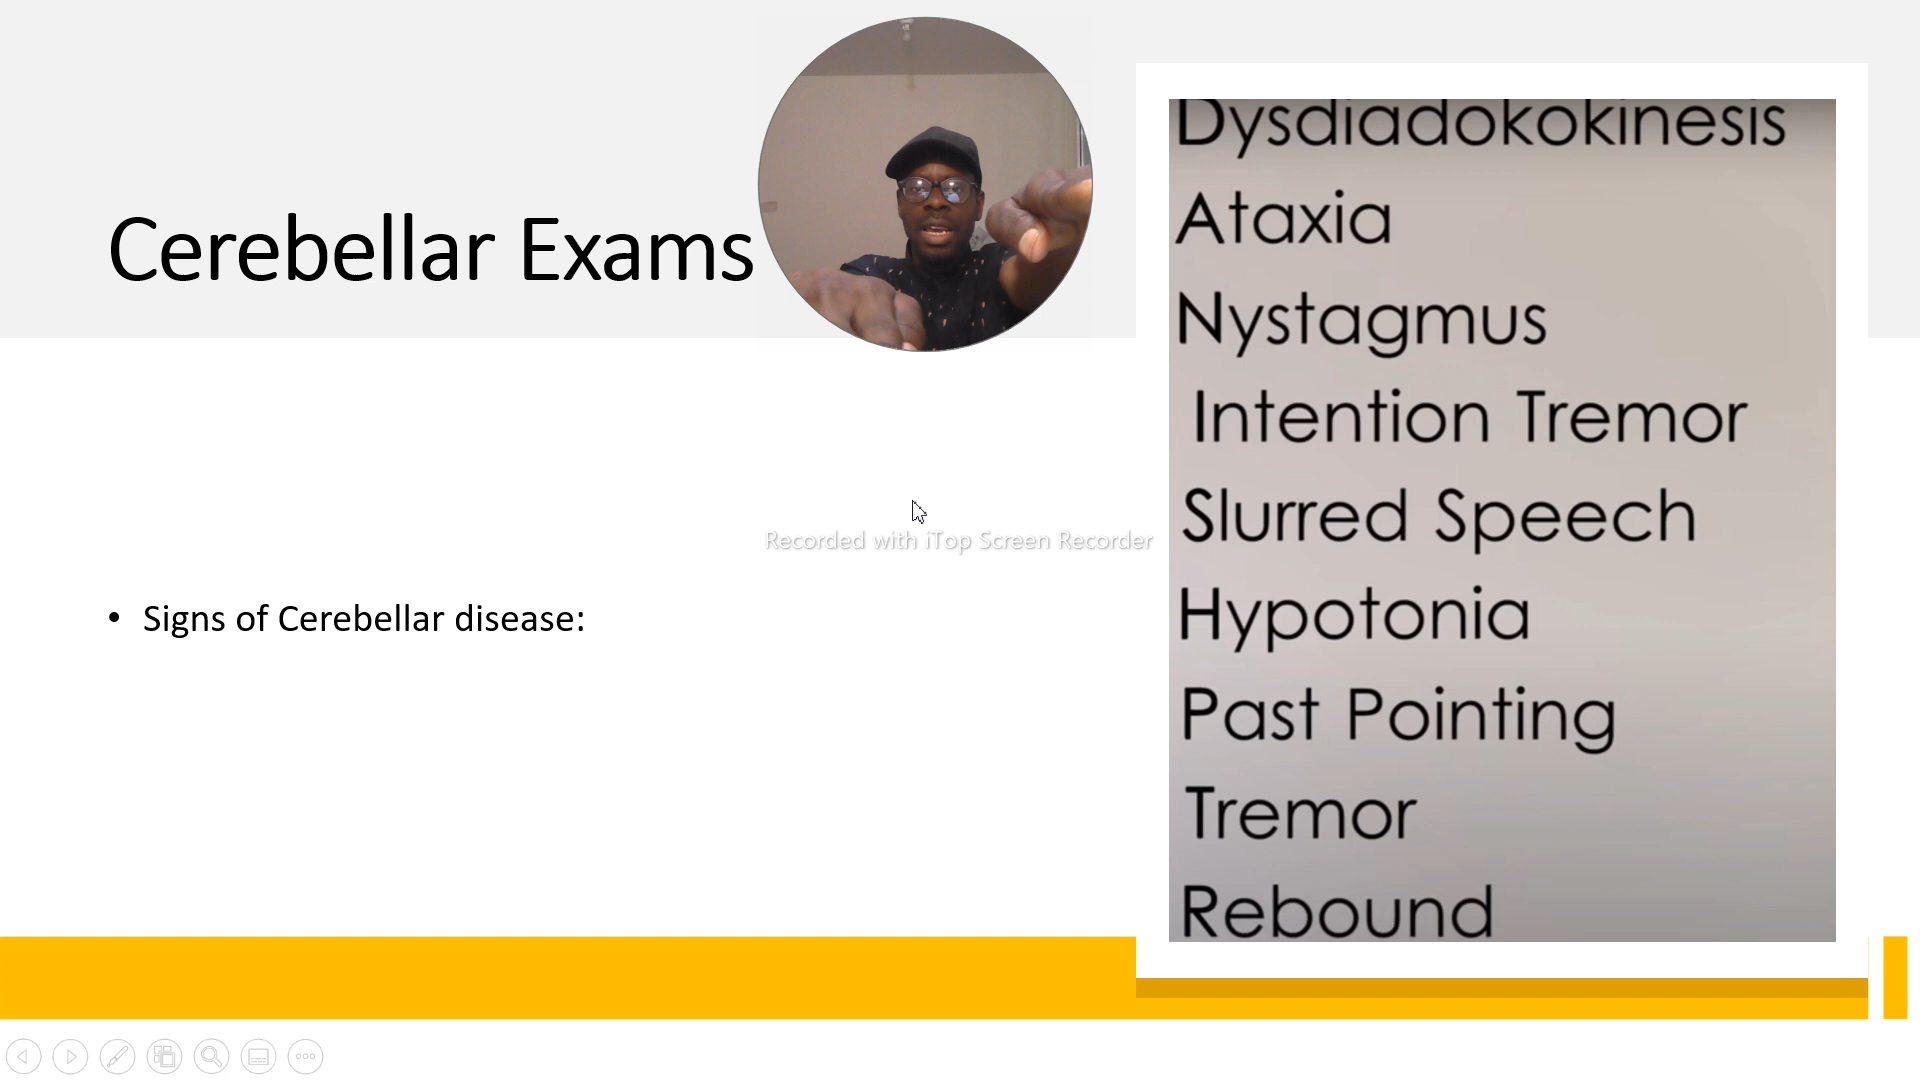 Cerebellar Exams
• Signs of Cerebellar disease:
Dysdiadokokinesis
Ataxia
Nystagmus
Intention Tremor
Slurred Speech
Hypotonia
Past Pointing
Tremor
Rebound
Recorded with iTop Screen Recorder